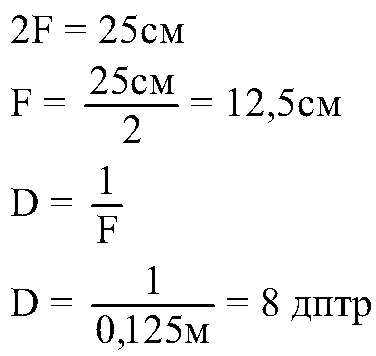 2F = 25см
F = 25см/2 = 12,5см
D = 1/F
D = 1/0,125м = 8 дптр